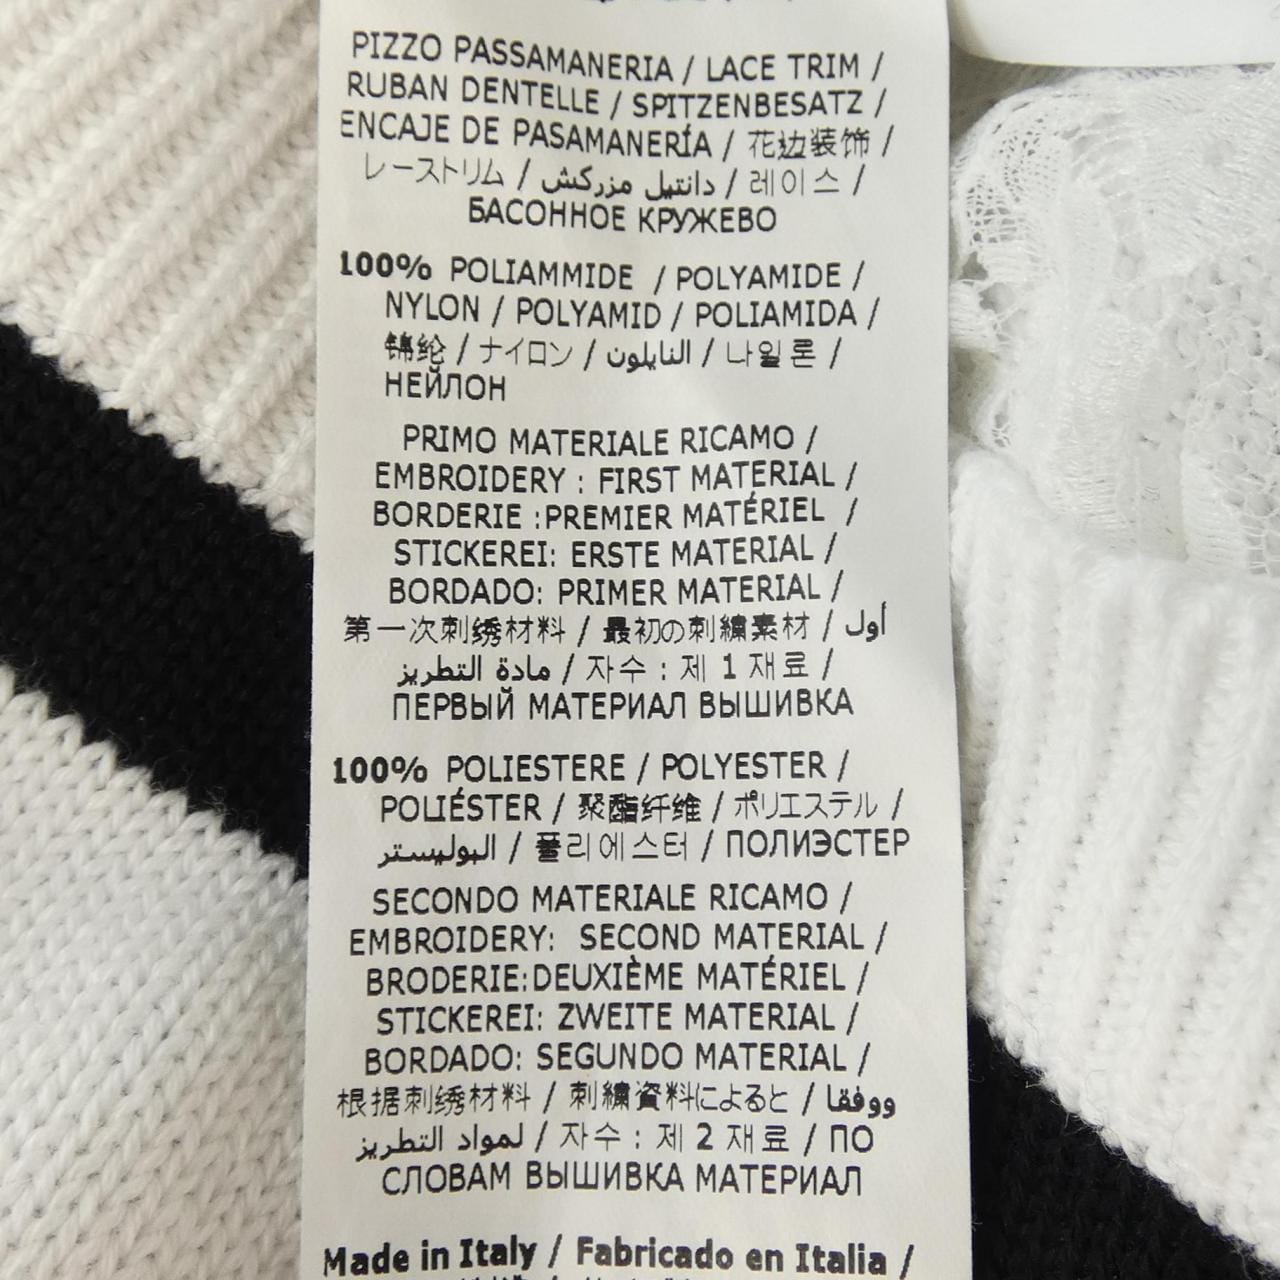 PIZZO PASSAMANERIA / LACE TRIM /
RUBAN DENTELLE / SPITZENBESATZ /
ENCAJE DE PASAMANERÍA / 花边装饰 /
レーストリム / دانتيل مزركش / 레이스 /
БАСОННОЕ КРУЖЕВО
100% POLIAMMIDE / POLYAMIDE /
NYLON / POLYAMID / POLIAMIDA /
锦纶 / ナイロン / النايلون / 나일론 /
НЕЙЛОН
PRIMO MATERIALE RICAMO /
EMBROIDERY : FIRST MATERIAL /
BORDERIE :PREMIER MATÉRIEL /
STICKEREI: ERSTE MATERIAL /
BORDADO: PRIMER MATERIAL /
第一次刺绣材料 / 最初の刺繍素材 / أول
مادة التطريز / 자수 : 제 1 재료 /
ПЕРВЫЙ МАТЕРИАЛ ВЫШИВКА
100% POLIESTERE / POLYESTER /
POLIÉSTER / 聚酯纤维 / ポリエステル /
البوليستر / 폴리에스터 / ПОЛИЭСТЕР
SECONDO MATERIALE RICAMO /
EMBROIDERY: SECOND MATERIAL /
BRODERIE:DEUXIÈME MATÉRIEL /
STICKEREI: ZWEITE MATERIAL /
BORDADO: SEGUNDO MATERIAL /
根据刺绣材料 / 刺繍資料によると / ووفقا
لمواد التطريز / 자수 : 제 2 재료 / ПО
СЛОВАМ ВЫШИВКА МАТЕРИАЛ
Made in Italy / Fabricado en Italia /